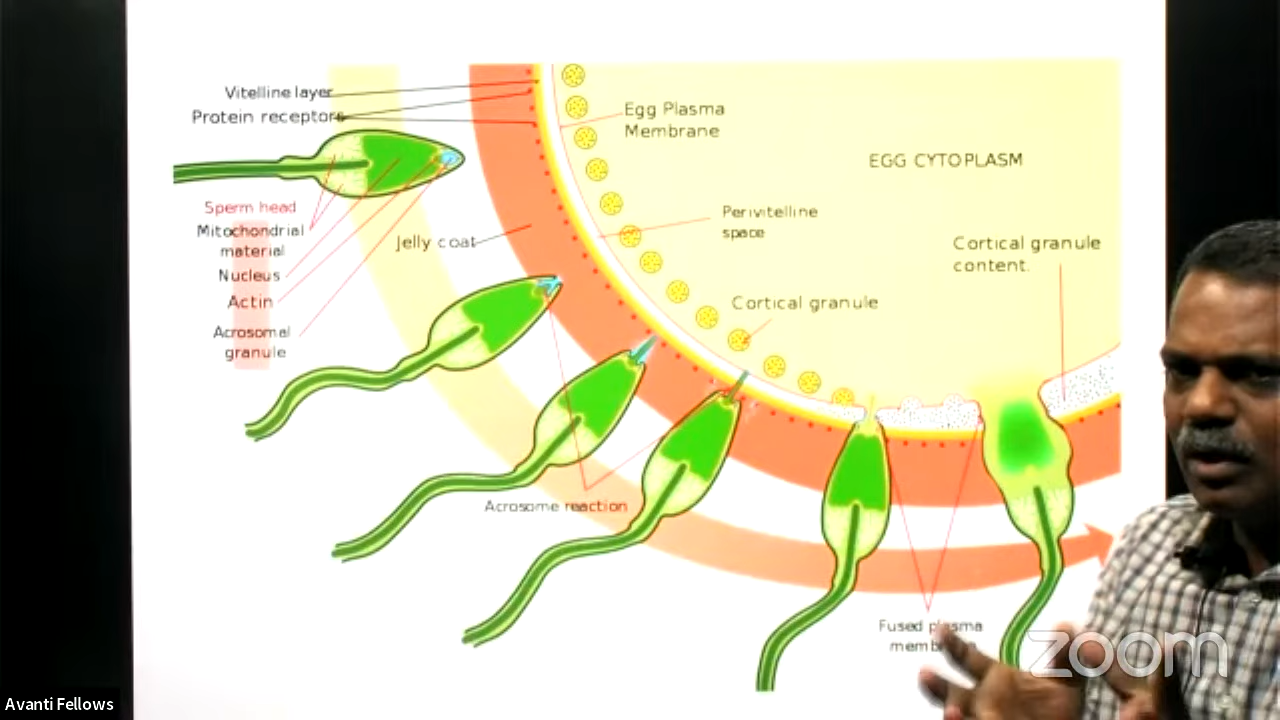 Vitelline layer
Protein receptors
Egg Plasma
Membrane
EGG CYTOPLASM
Sperm head
Mitochondrial
material
Nucleus
Actin
Acrosomal
granule
Jelly coat
Perivitelline
space
Cortical granule
content.
Cortical granule
Acrosome reaction
Fused plasma
zoom
Avanti Fellows